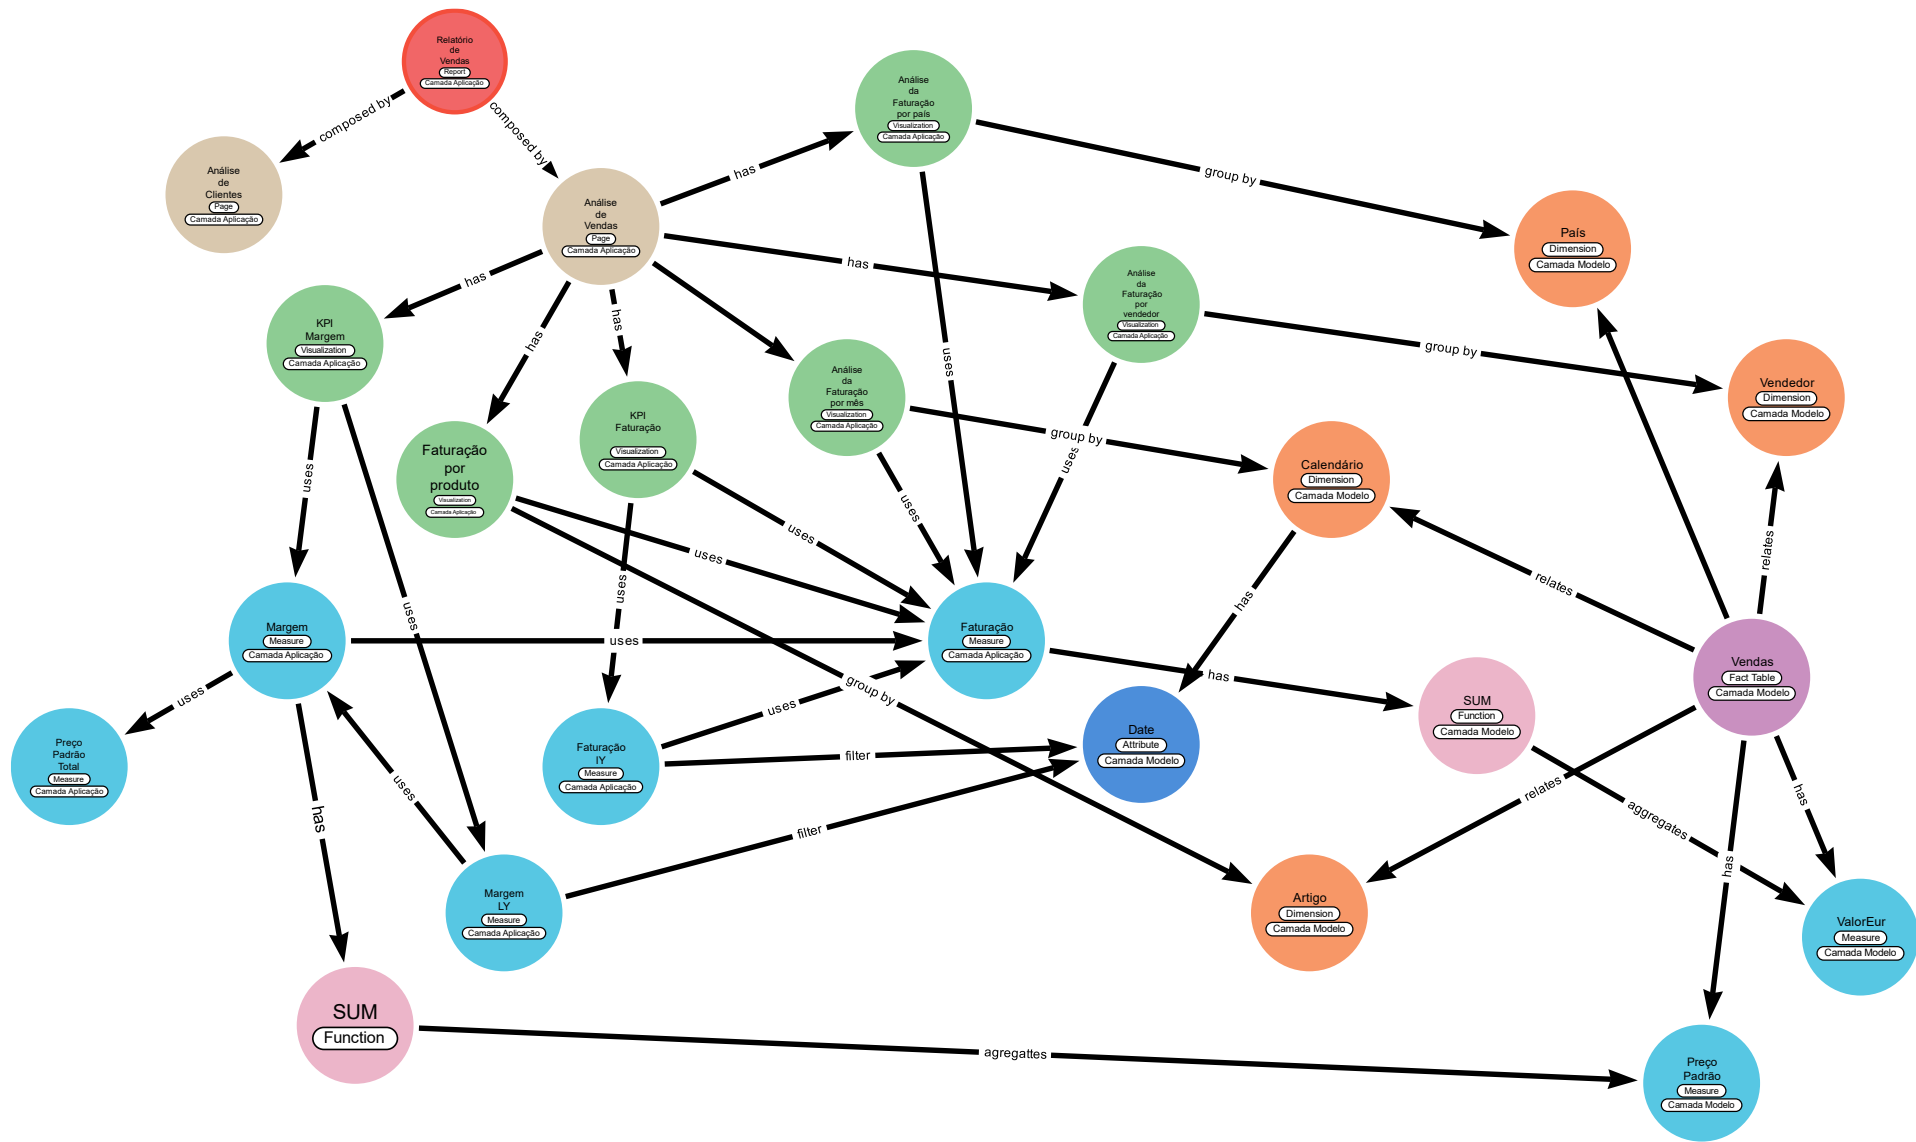 Relatório
de
Vendas
Report
Camada Aplicação
composed by
composed by
Análise
de
Clientes
Page
Camada Aplicação
Análise
de
Vendas
Page
Camada Aplicação
has
Análise
da
Faturação
por país
Visualization
Camada Aplicação
group by
País
Dimension
Camada Modelo
has
has
has
has
KPI
Margem
Visualization
Camada Aplicação
Análise
da
Faturação
por
vendedor
Visualization
Camada Aplicação
group by
Vendedor
Dimension
Camada Modelo
uses
Análise
da
Faturação
por mês
Visualization
Camada Aplicação
group by
uses
KPI
Faturação
Visualization
Camada Aplicação
Faturação
por
produto
Visualization
Camada Aplicação
Calendário
Dimension
Camada Modelo
uses
uses
uses
uses
uses
uses
uses
relates
relates
has
Margem
Measure
Camada Aplicação
uses
Faturação
Measure
Camada Aplicação
has
Vendas
Fact Table
Camada Modelo
uses
group by
uses
SUM
Function
Camada Modelo
Preço
Padrão
Total
Measure
Camada Aplicação
Faturação
IY
Measure
Camada Aplicação
filter
Date
Attribute
Camada Modelo
uses
has
filter
relates
aggregates
has
has
Margem
LY
Measure
Camada Aplicação
Artigo
Dimension
Camada Modelo
ValorEur
Measure
Camada Modelo
SUM
Function
agregattes
Preço
Padrão
Measure
Camada Modelo